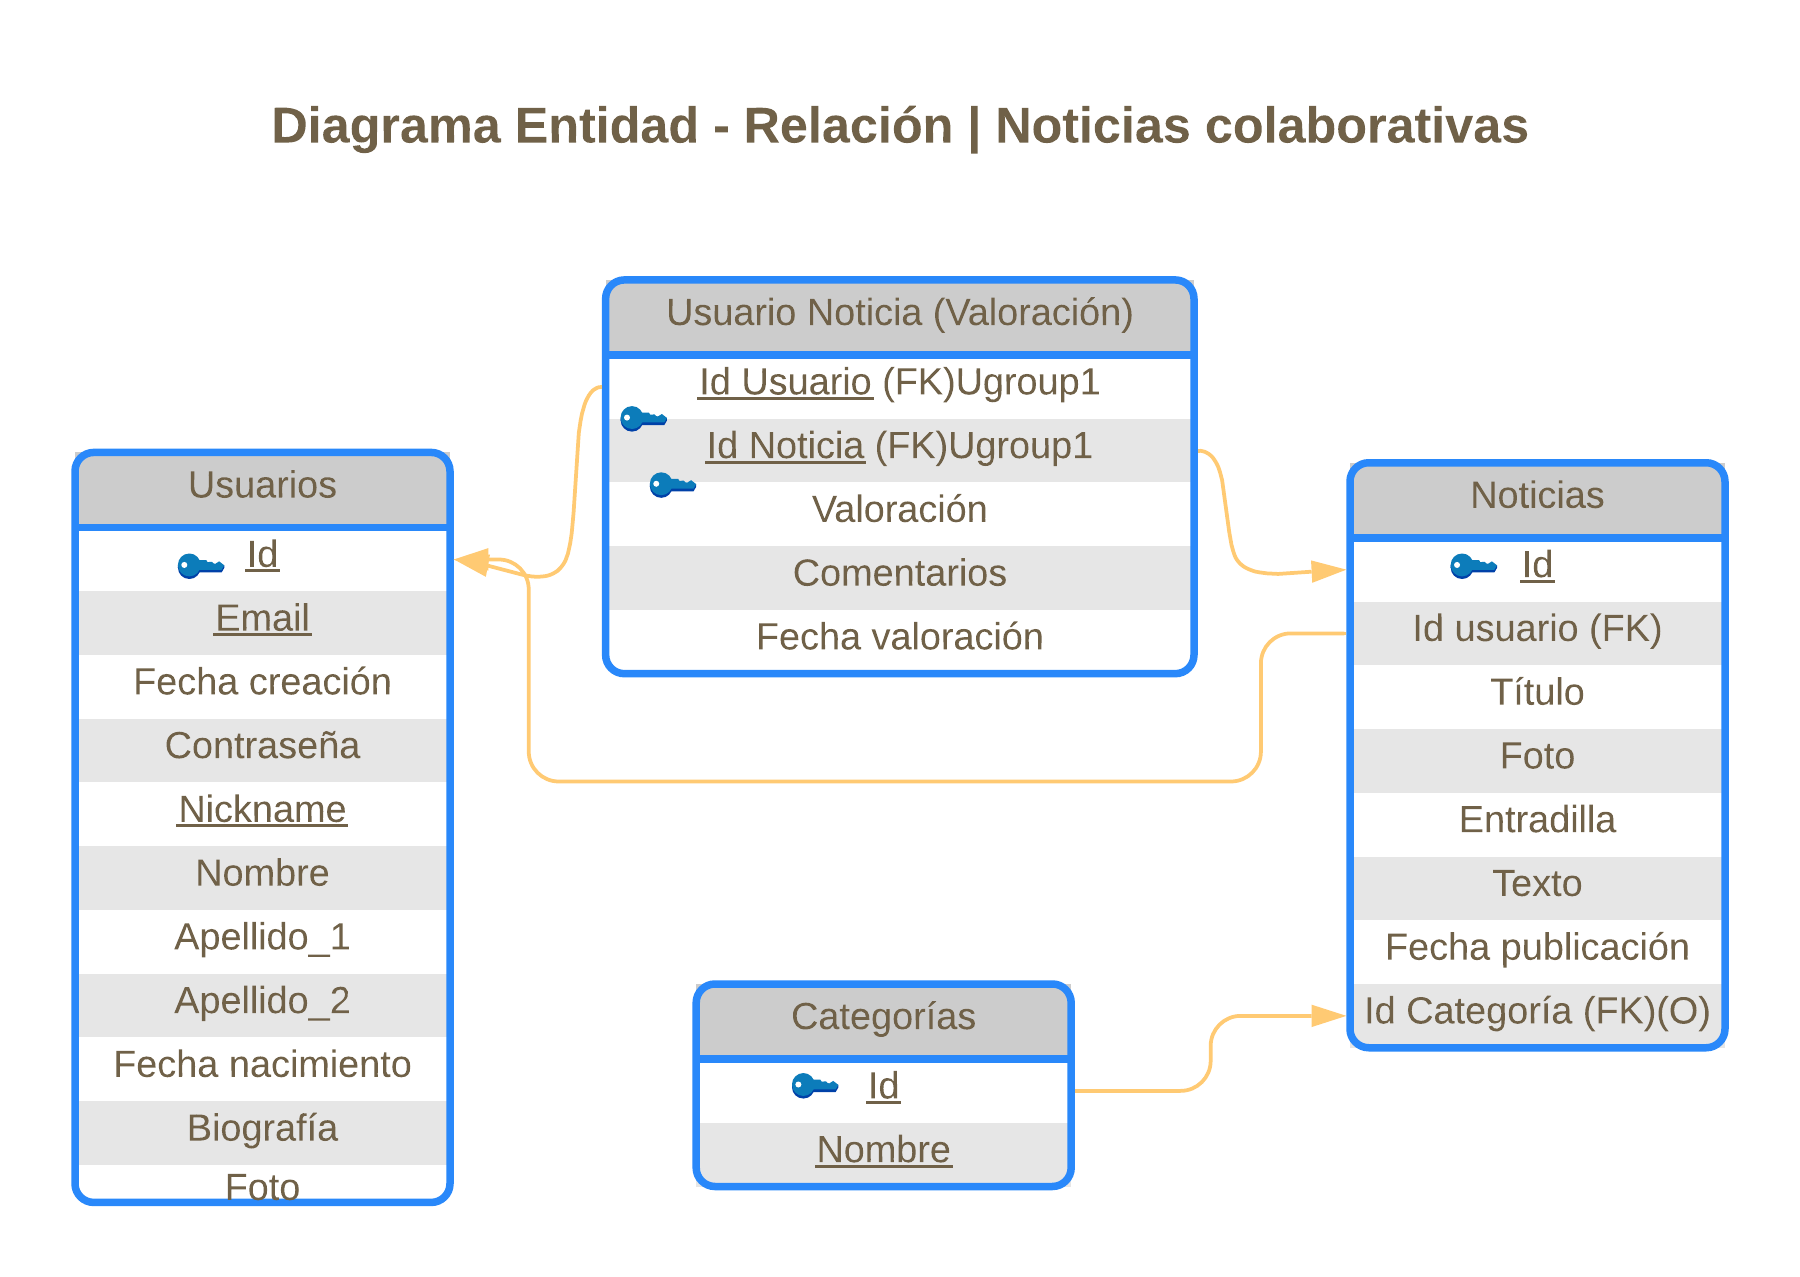 Diagrama Entidad - Relación | Noticias colaborativas
Usuario Noticia (Valoración)
Id Usuario (FK)Ugroup1
Id Noticia (FK)Ugroup1
Valoración
Comentarios
Fecha valoración
Usuarios
Id
Email
Fecha creación
Contraseña
Nickname
Nombre
Apellido_1
Apellido_2
Fecha nacimiento
Biografía
Foto
Noticias
Id
Id usuario (FK)
Título
Foto
Entradilla
Texto
Fecha publicación
Id Categoría (FK)(O)
Categorías
Id
Nombre